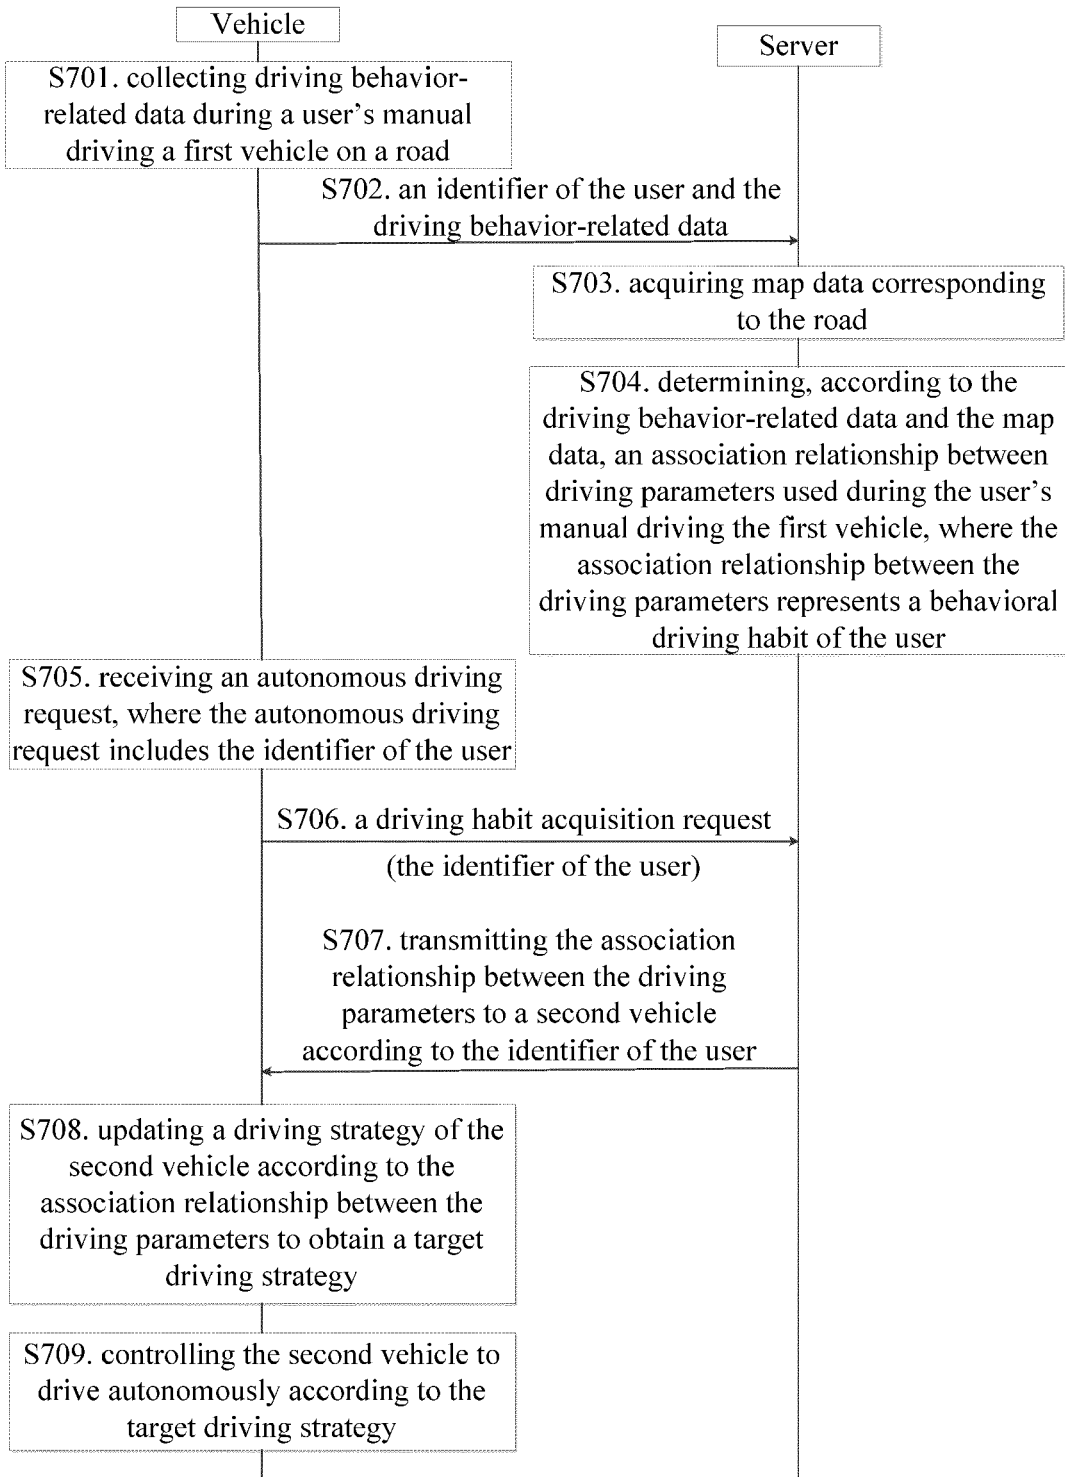 Vehicle
Server
S701. collecting driving behavior-
related data during a user's manual
driving a first vehicle on a road
S702. an identifier of the user and the
driving behavior-related data
S703. acquiring map data corresponding
to the road
S704. determining, according to the
driving behavior-related data and the map
data, an association relationship between
driving parameters used during the user's
manual driving the first vehicle, where the
association relationship between the
driving parameters represents a behavioral
driving habit of the user
S705. receiving an autonomous driving
request, where the autonomous driving
request includes the identifier of the user
S706. a driving habit acquisition request
(the identifier of the user)
S707. transmitting the association
relationship between the driving
parameters to a second vehicle
according to the identifier of the user
S708. updating a driving strategy of the
second vehicle according to the
association relationship between the
driving parameters to obtain a target
driving strategy
S709. controlling the second vehicle to
drive autonomously according to the
target driving strategy